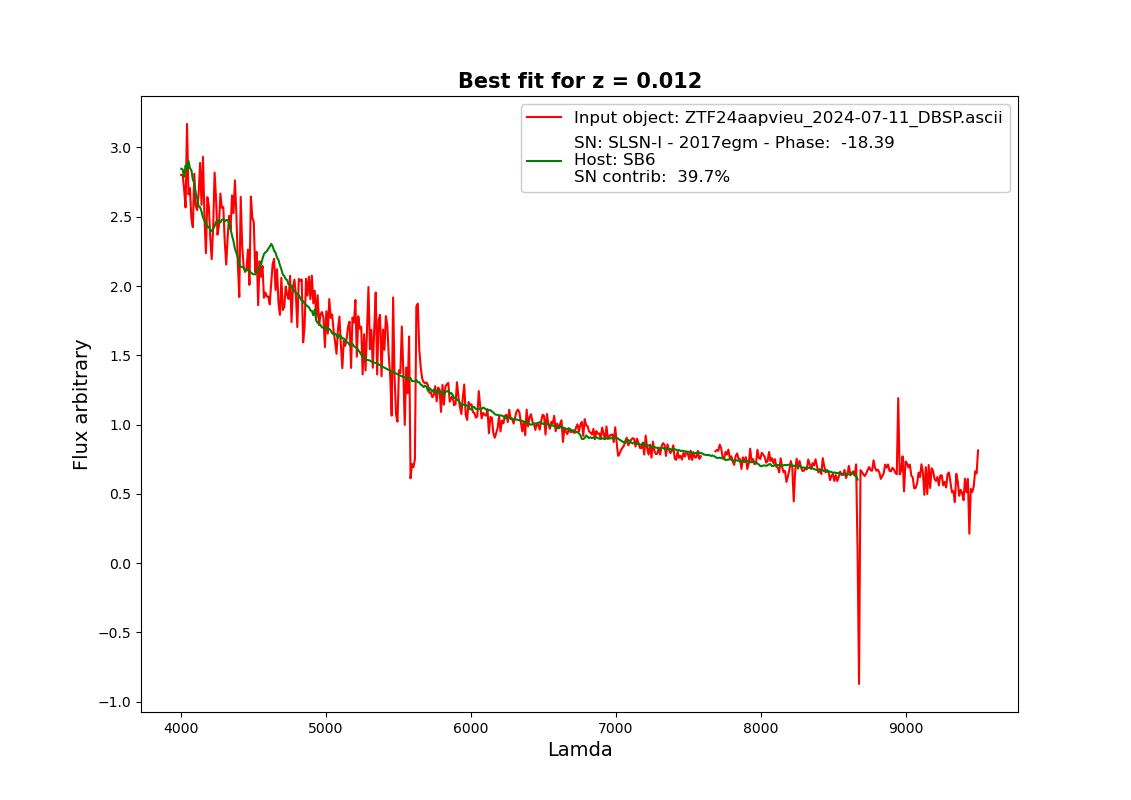 Best fit for z = 0.012
Input object: ZTF24aapvieu_2024-07-11_DBSP.ascii
SN: SLSN-I - 2017egm - Phase:  -18.39
Host: SB6
SN contrib:  39.7%
Flux arbitrary
3.0
2.5
2.0
1.5
1.0
0.5
0.0
−0.5
−1.0
4000 5000 6000 7000 8000 9000
Lamda